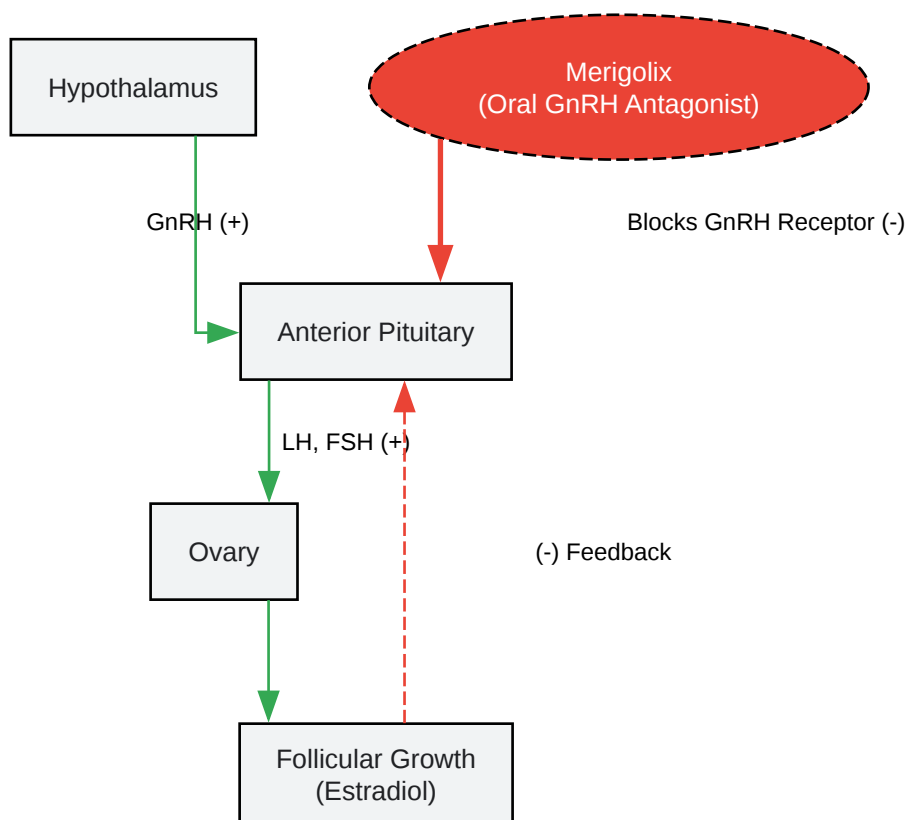 Hypothalamus
Merigolix
(Oral GnRH Antagonist)
GnRH (+)
Blocks GnRH Receptor (-)
Anterior Pituitary
LH, FSH (+)
Ovary
(-) Feedback
Follicular Growth
(Estradiol)